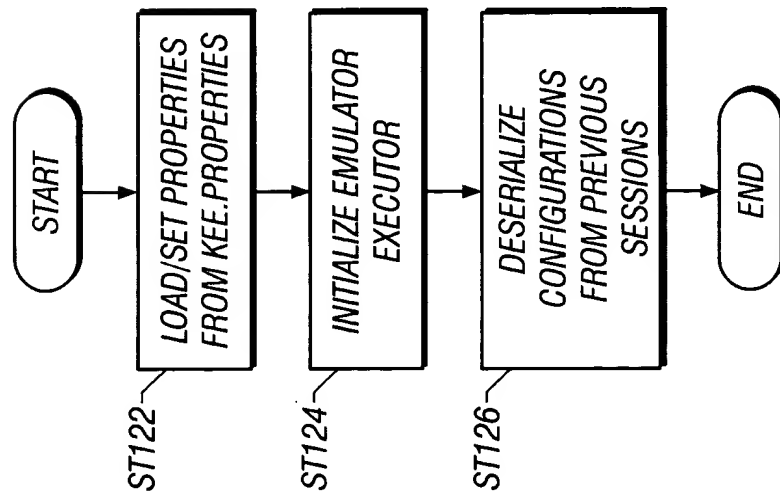 START
ST122
LOAD/SET PROPERTIES
FROM KEE.PROPERTIES
ST124
INITIALIZE EMULATOR
EXECUTOR
ST126
DESERIALIZE
CONFIGURATIONS
FROM PREVIOUS
SESSIONS
END